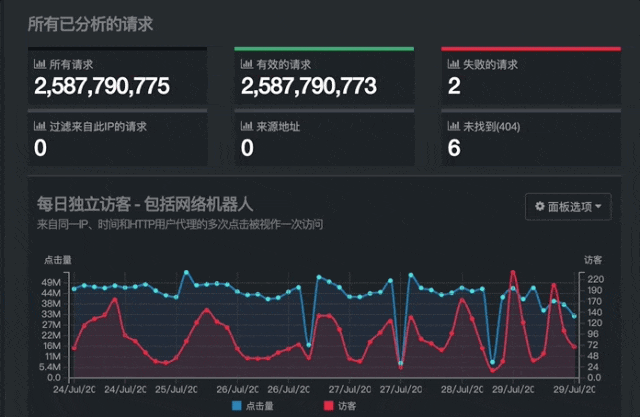 所有已分析的请求
所有请求
2,587,790,775
有效的请求
2,587,790,773
失败的请求
2
过滤来自此IP的请求
0
来源地址
0
未找到(404)
6
每日独立访客 - 包括网络机器人
面板选项
来自同一IP、时间和HTTP用户代理的多次点击被视作一次访问
点击量
访客
49M
44M
38M
33M
27M
22M
16M
11M
5.4M
0.0
220
190
170
140
120
96
72
48
24
0.0
24/Jul/20
24/Jul/20
25/Jul/20
26/Jul/20
26/Jul/20
27/Jul/20
27/Jul/20
28/Jul/20
29/Jul/20
29/Jul/20
点击量
访客